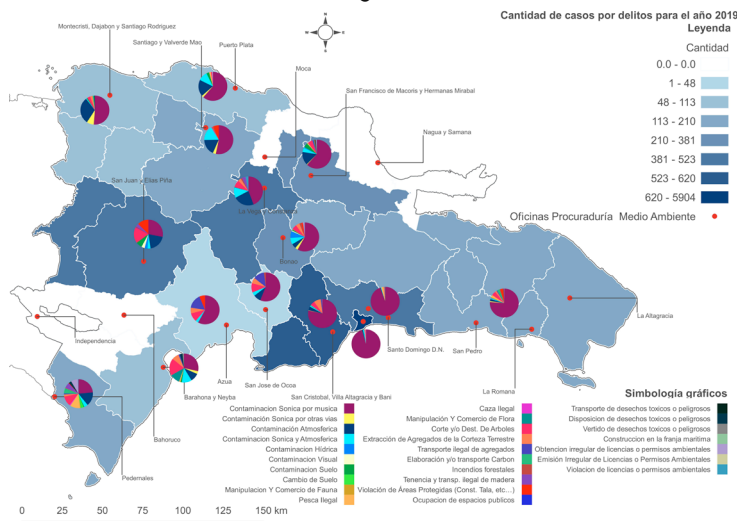 Cantidad de casos por delitos para el año 2019
Leyenda
Cantidad
0.0 - 0.0
1 - 48
48 - 113
113 - 210
210 - 381
381 - 523
523 - 620
620 - 5904
Oficinas Procuraduría Medio Ambiente
Montecristi, Dajabon y Santiago Rodriguez
Santiago y Valverde Mao
Puerto Plata
Moca
San Francisco de Macoris y Hermanas Mirabal
Nagua y Samana
San Juan y Elias Piña
Bonao
La Altagracia
Independencia
Santo Domingo D.N.
San Pedro
Azua
San Jose de Ocoa
La Romana
Barahona y Neyba
San Cristobal, Villa Altagracia y Bani
Bahoruco
Pedernales
Simbología gráficos
Contaminacion Sonica por musica
Contaminación Sonica por otras vias
Contaminación Atmosferica
Contaminacion Sonica y Atmosferica
Contaminacion Hídrica
Contaminacion Visual
Contaminacion Suelo
Cambio de Suelo
Manipulacion Y Comercio de Fauna
Pesca Ilegal
Caza Ilegal
Manipulación Y Comercio de Flora
Corte y/o Dest. De Arboles
Extracción de Agregados de la Corteza Terrestre
Transporte ilegal de agregados
Elaboración y/o transporte Carbon
Incendios forestales
Tenencia y transp. ilegal de madera
Violación de Áreas Protegidas (Const. Tala, etc...)
Ocupacion de espacios publicos
Transporte de desechos toxicos o peligrosos
Disposicion de desechos toxicos o peligrosos
Vertido de desechos toxicos o peligrosos
Construccion en la franja maritima
Obtencion irregular de licencias o permisos ambientales
Emisión Irregular de Licencias o Permisos Ambientales
Violacion de licencias o permisos ambientales
0 25 50 75 100 150 km